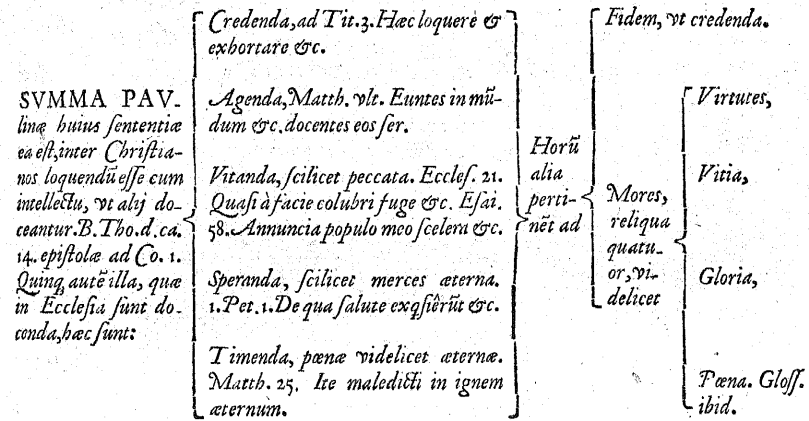 SVMMA PAV-
linæ huius sententiæ
ea est, inter Christia-
nos loquendũ esse cum
intellectu, vt alij do-
ceantur. B. Tho. d. ca.
14. epistolæ ad Co. 1.
Quinq, autẽ illa, quæ
in Ecclesia sunt do-
conda, hæc sunt:
Credenda, ad Tit. 3. Hæc loquere &
exhortare &c.
Agenda, Matth. vlt. Euntes in mũ-
dum &c. docentes eos ser.
Vitanda, scilicet peccata. Eccles. 21.
Quasi à facie colubri fuge &c. Esai.
58. Annuncia populo meo scelera &c.
Speranda, scilicet merces æterna.
1. Pet. 1. De qua salute exqsierũt &c.
Timenda, pœnæ videlicet æternæ.
Matth. 25. Ite maledicti in ignem
æternum.
Horũ
alia
perti-
nẽt ad
Fidem, vt credenda.
Mores,
reliqua
quatu-
or, vi-
delicet
Virtutes,
Vitia,
Gloria,
Pœna. Gloss.
ibid.